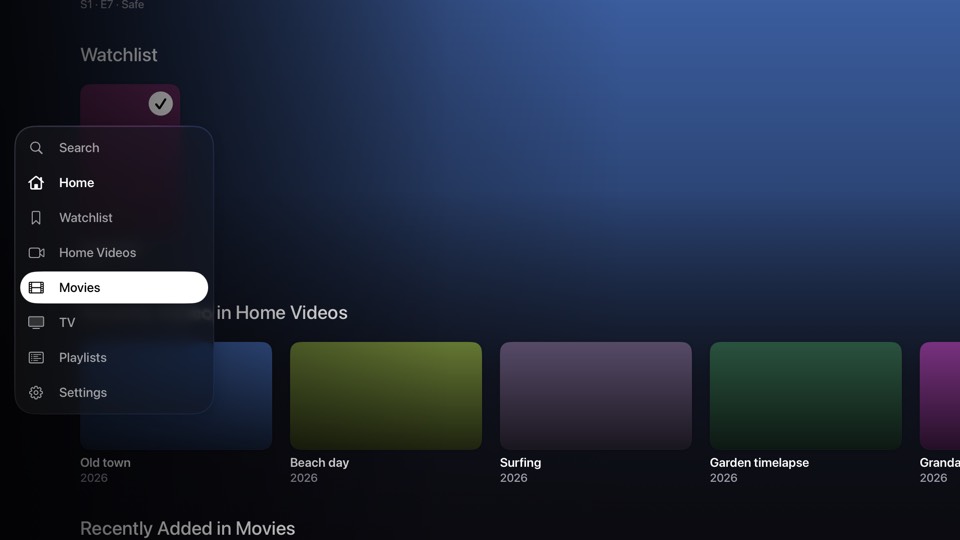 S1 · E7 · Safe
Watchlist
Search
Home
Watchlist
Home Videos
Movies
TV
Playlists
Settings
in Home Videos
Old town
2026
Beach day
2026
Surfing
2026
Garden timelapse
2026
Granda
2026
Recently Added in Movies